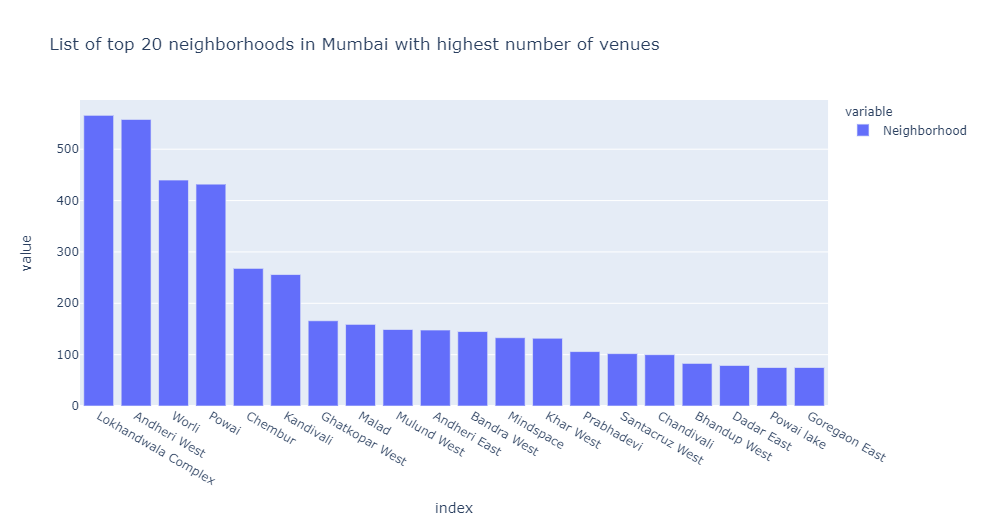 List of top 20 neighborhoods in Mumbai with highest number of venues
variable
Neighborhood
value
500
400
300
200
100
0
Lokhandwala Complex
Andheri West
Worli
Powai
Chembur
Kandivali
Ghatkopar West
Malad
Mulund West
Andheri East
Bandra West
Mindspace
Khar West
Prabhadevi
Santacruz West
Chandivali
Bhandup West
Dadar East
Powai lake
Goregaon East
index